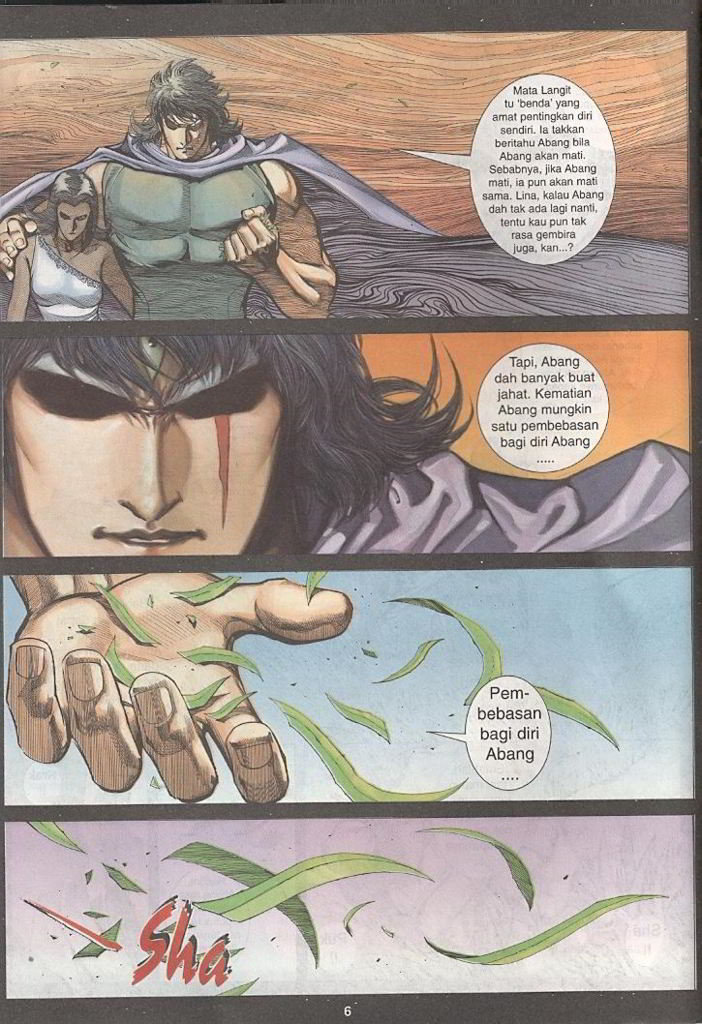 Mata Langit
tu 'benda' yang
amat pentingkan diri
sendiri. Ia takkan
beritahu Abang bila
Abang akan mati.
Sebabnya, jika Abang
mati, ia pun akan mati
sama. Lina, kalau Abang
dah tak ada lagi nanti,
tentu kau pun tak
rasa gembira
juga, kan...?
Tapi, Abang
dah banyak buat
jahat. Kematian
Abang mungkin
satu pembebasan
bagi diri Abang
.....
Pem-
bebasan
bagi diri
Abang
....
Sha
6